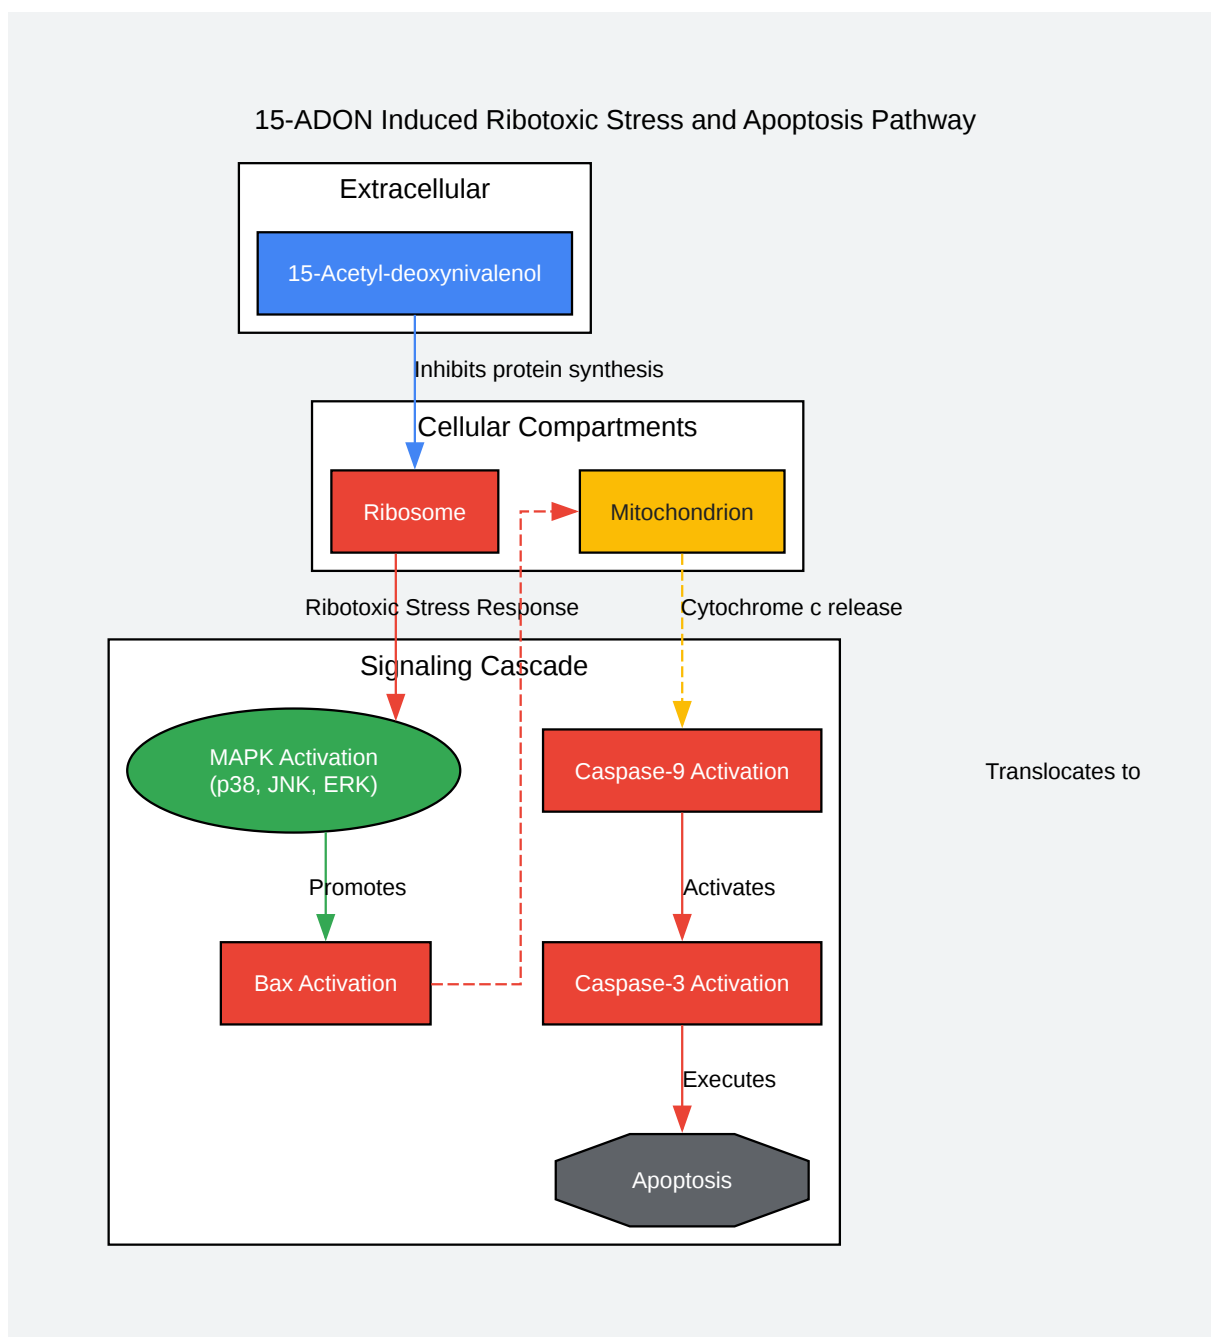 15-ADON Induced Ribotoxic Stress and Apoptosis Pathway
Extracellular
15-Acetyl-deoxynivalenol
Inhibits protein synthesis
Cellular Compartments
Ribosome
Mitochondrion
Ribotoxic Stress Response
Cytochrome c release
Signaling Cascade
MAPK Activation
(p38, JNK, ERK)
Caspase-9 Activation
Translocates to
Promotes
Activates
Bax Activation
Caspase-3 Activation
Executes
Apoptosis